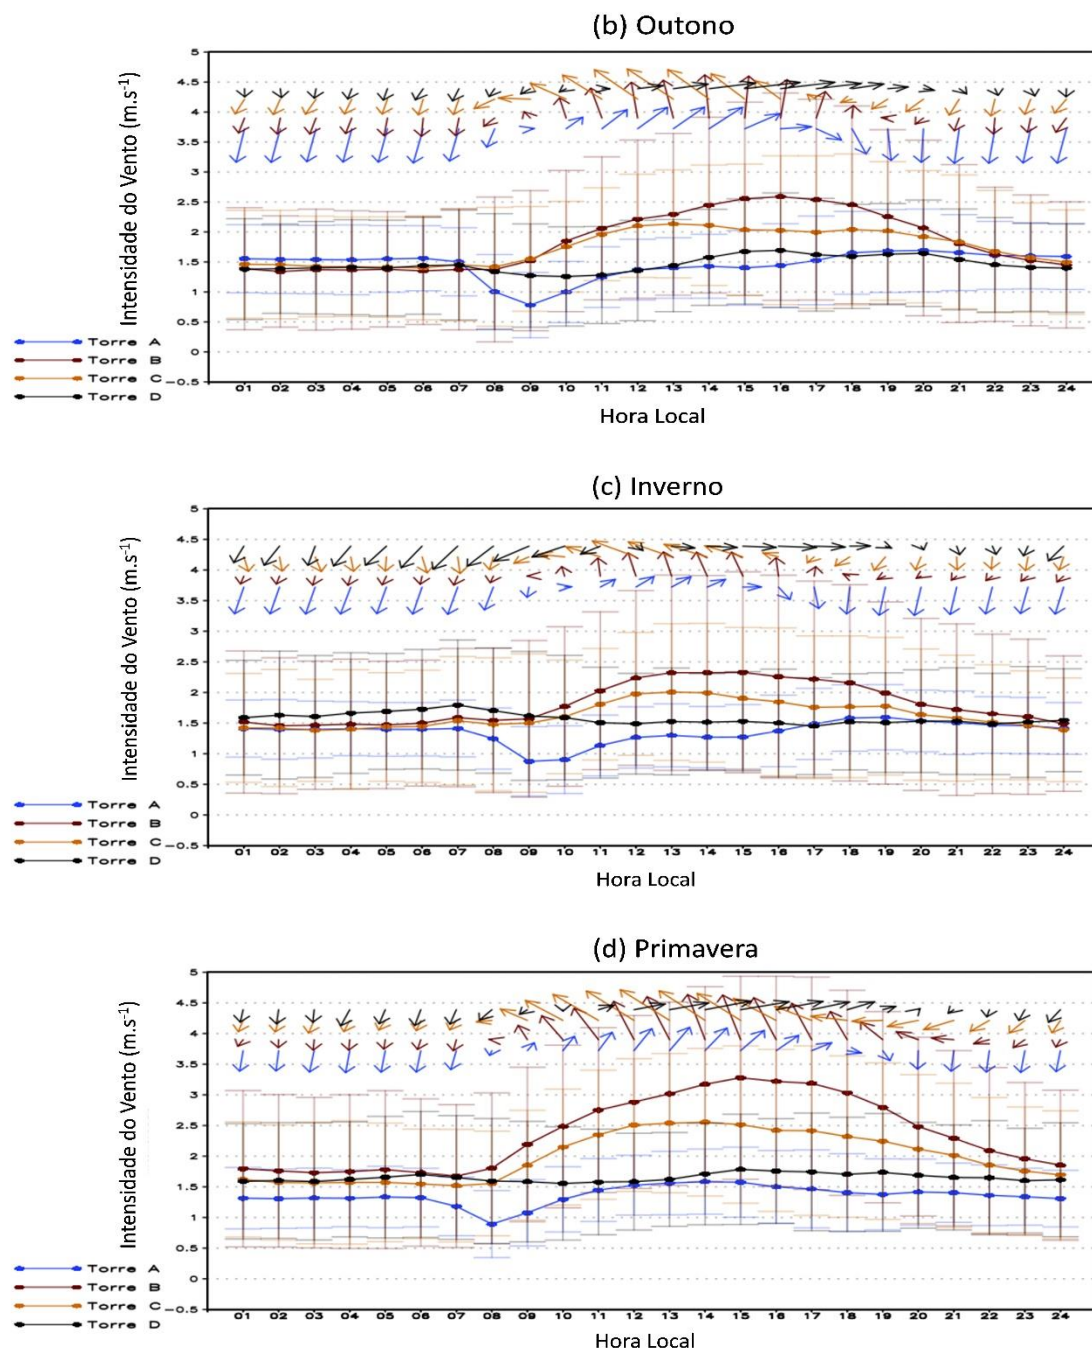 (b) Outono
Intensidade do Vento (m.s⁻¹)
5
4.5
4
3.5
3
2.5
2
1.5
1
0.5
0
-0.5
Torre A
Torre B
Torre C
Torre D
01 02 03 04 05 06 07 08 09 10 11 12 13 14 15 16 17 18 19 20 21 22 23 24
Hora Local
(c) Inverno
Intensidade do Vento (m.s⁻¹)
5
4.5
4
3.5
3
2.5
2
1.5
1
0.5
0
-0.5
Torre A
Torre B
Torre C
Torre D
01 02 03 04 05 06 07 08 09 10 11 12 13 14 15 16 17 18 19 20 21 22 23 24
Hora Local
(d) Primavera
Intensidade do Vento (m.s⁻¹)
5
4.5
4
3.5
3
2.5
2
1.5
1
0.5
0
-0.5
Torre A
Torre B
Torre C
Torre D
01 02 03 04 05 06 07 08 09 10 11 12 13 14 15 16 17 18 19 20 21 22 23 24
Hora Local